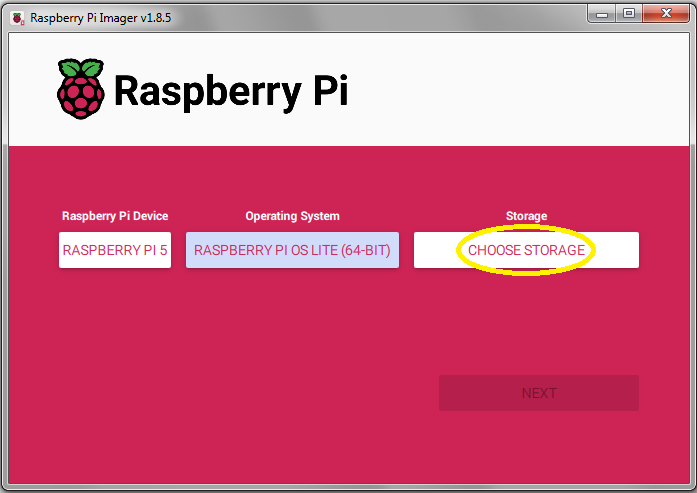 Raspberry Pi Imager v1.8.5
Raspberry Pi
Raspberry Pi Device Operating System Storage
RASPBERRY PI 5 RASPBERRY PI OS LITE (64-BIT) CHOOSE STORAGE
NEXT